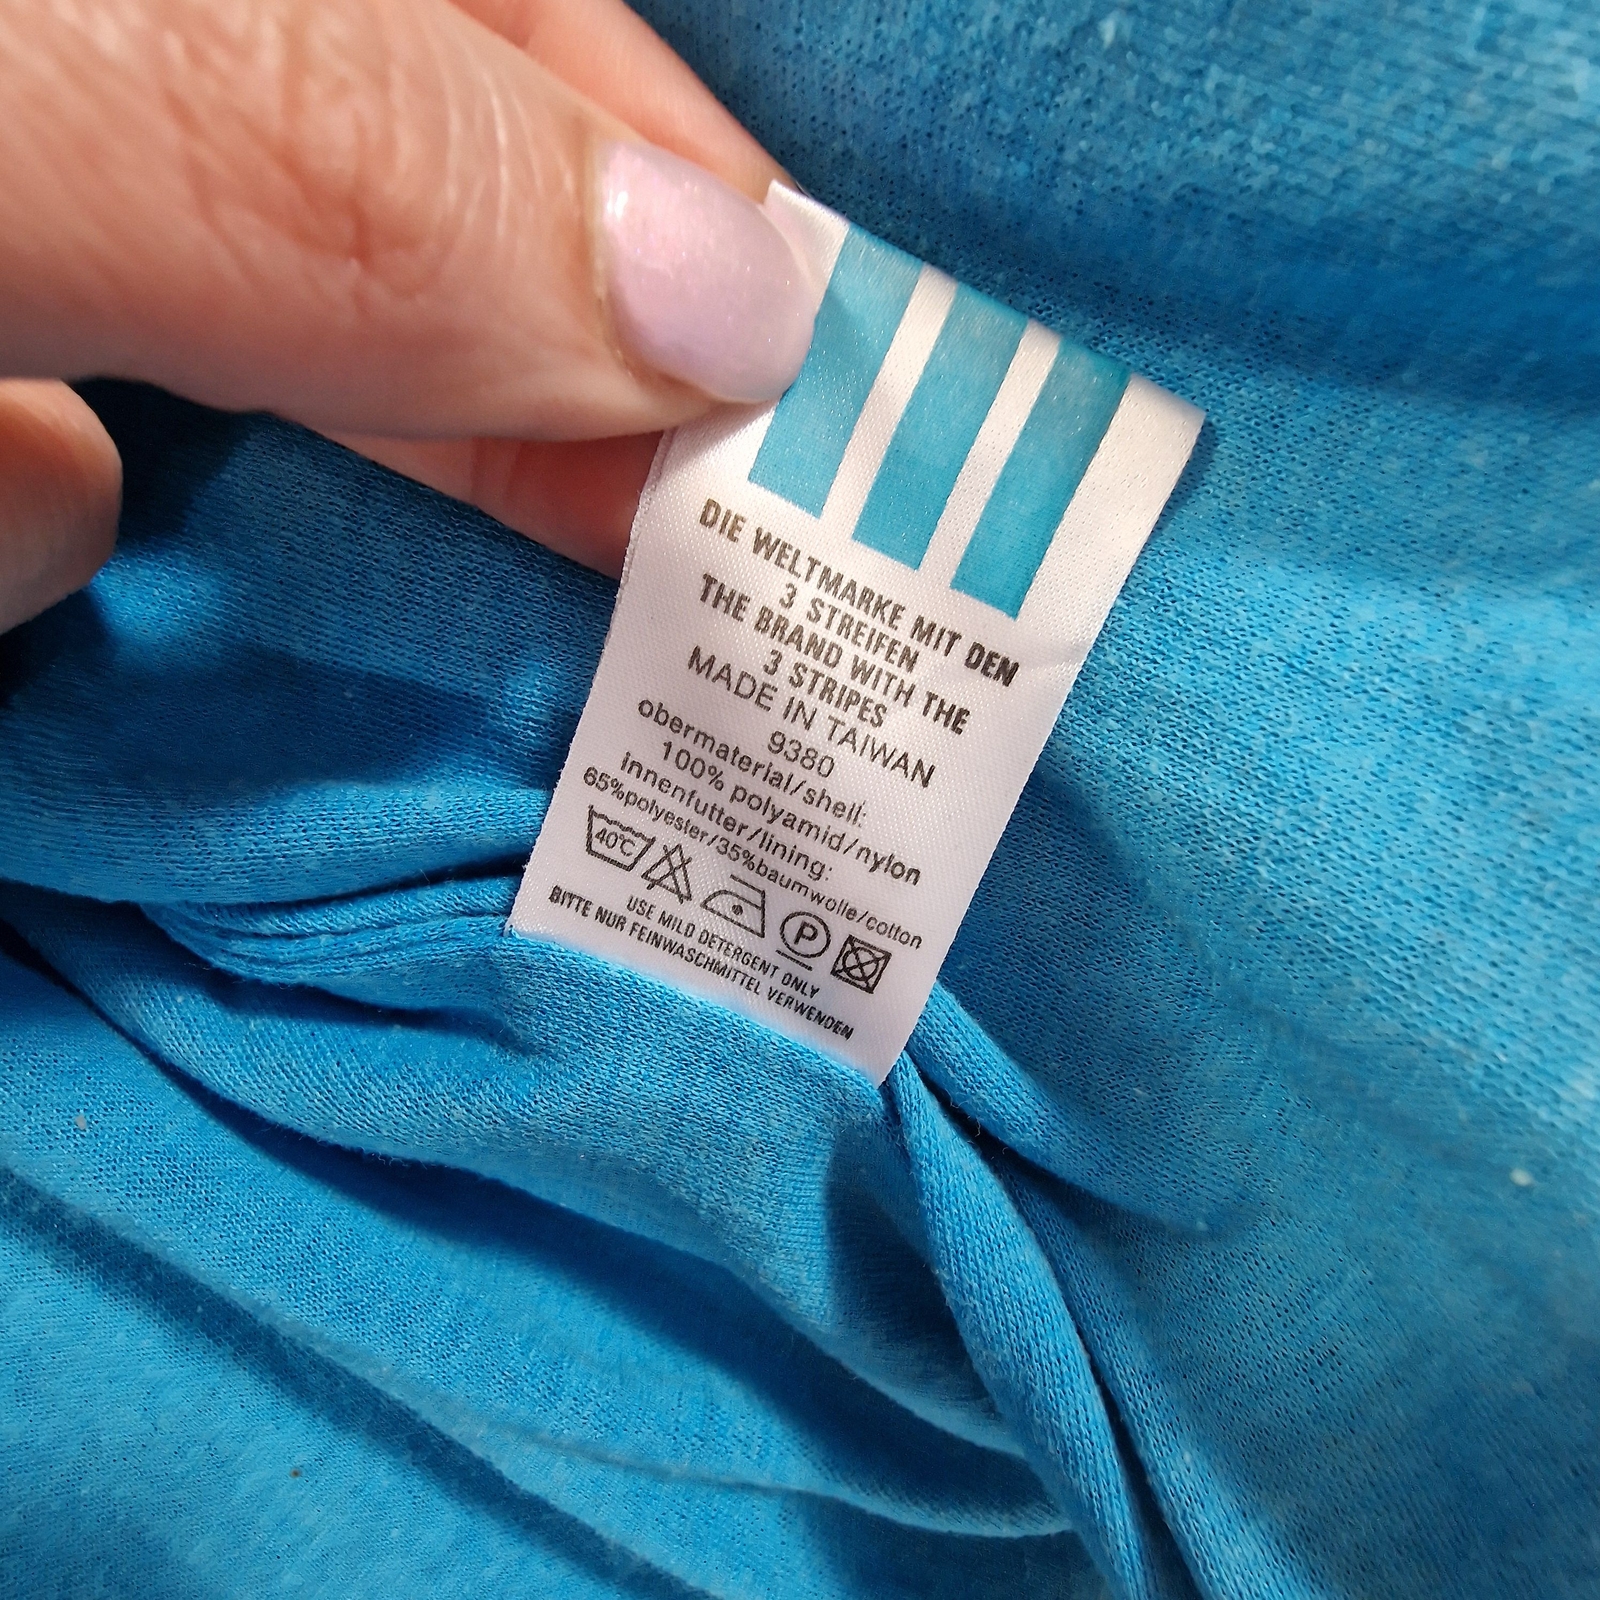 DIE WELTMARKE MIT DEN
3 STREIFEN
THE BRAND WITH THE
3 STRIPES
MADE IN TAIWAN
9380
obermaterial/shell:
100% polyamid/nylon
innenfutter/lining:
65%polyester/35%baumwolle/cotton
40°C
P
USE MILD DETERGENT ONLY
BITTE NUR FEINWASCHMITTEL VERWENDEN